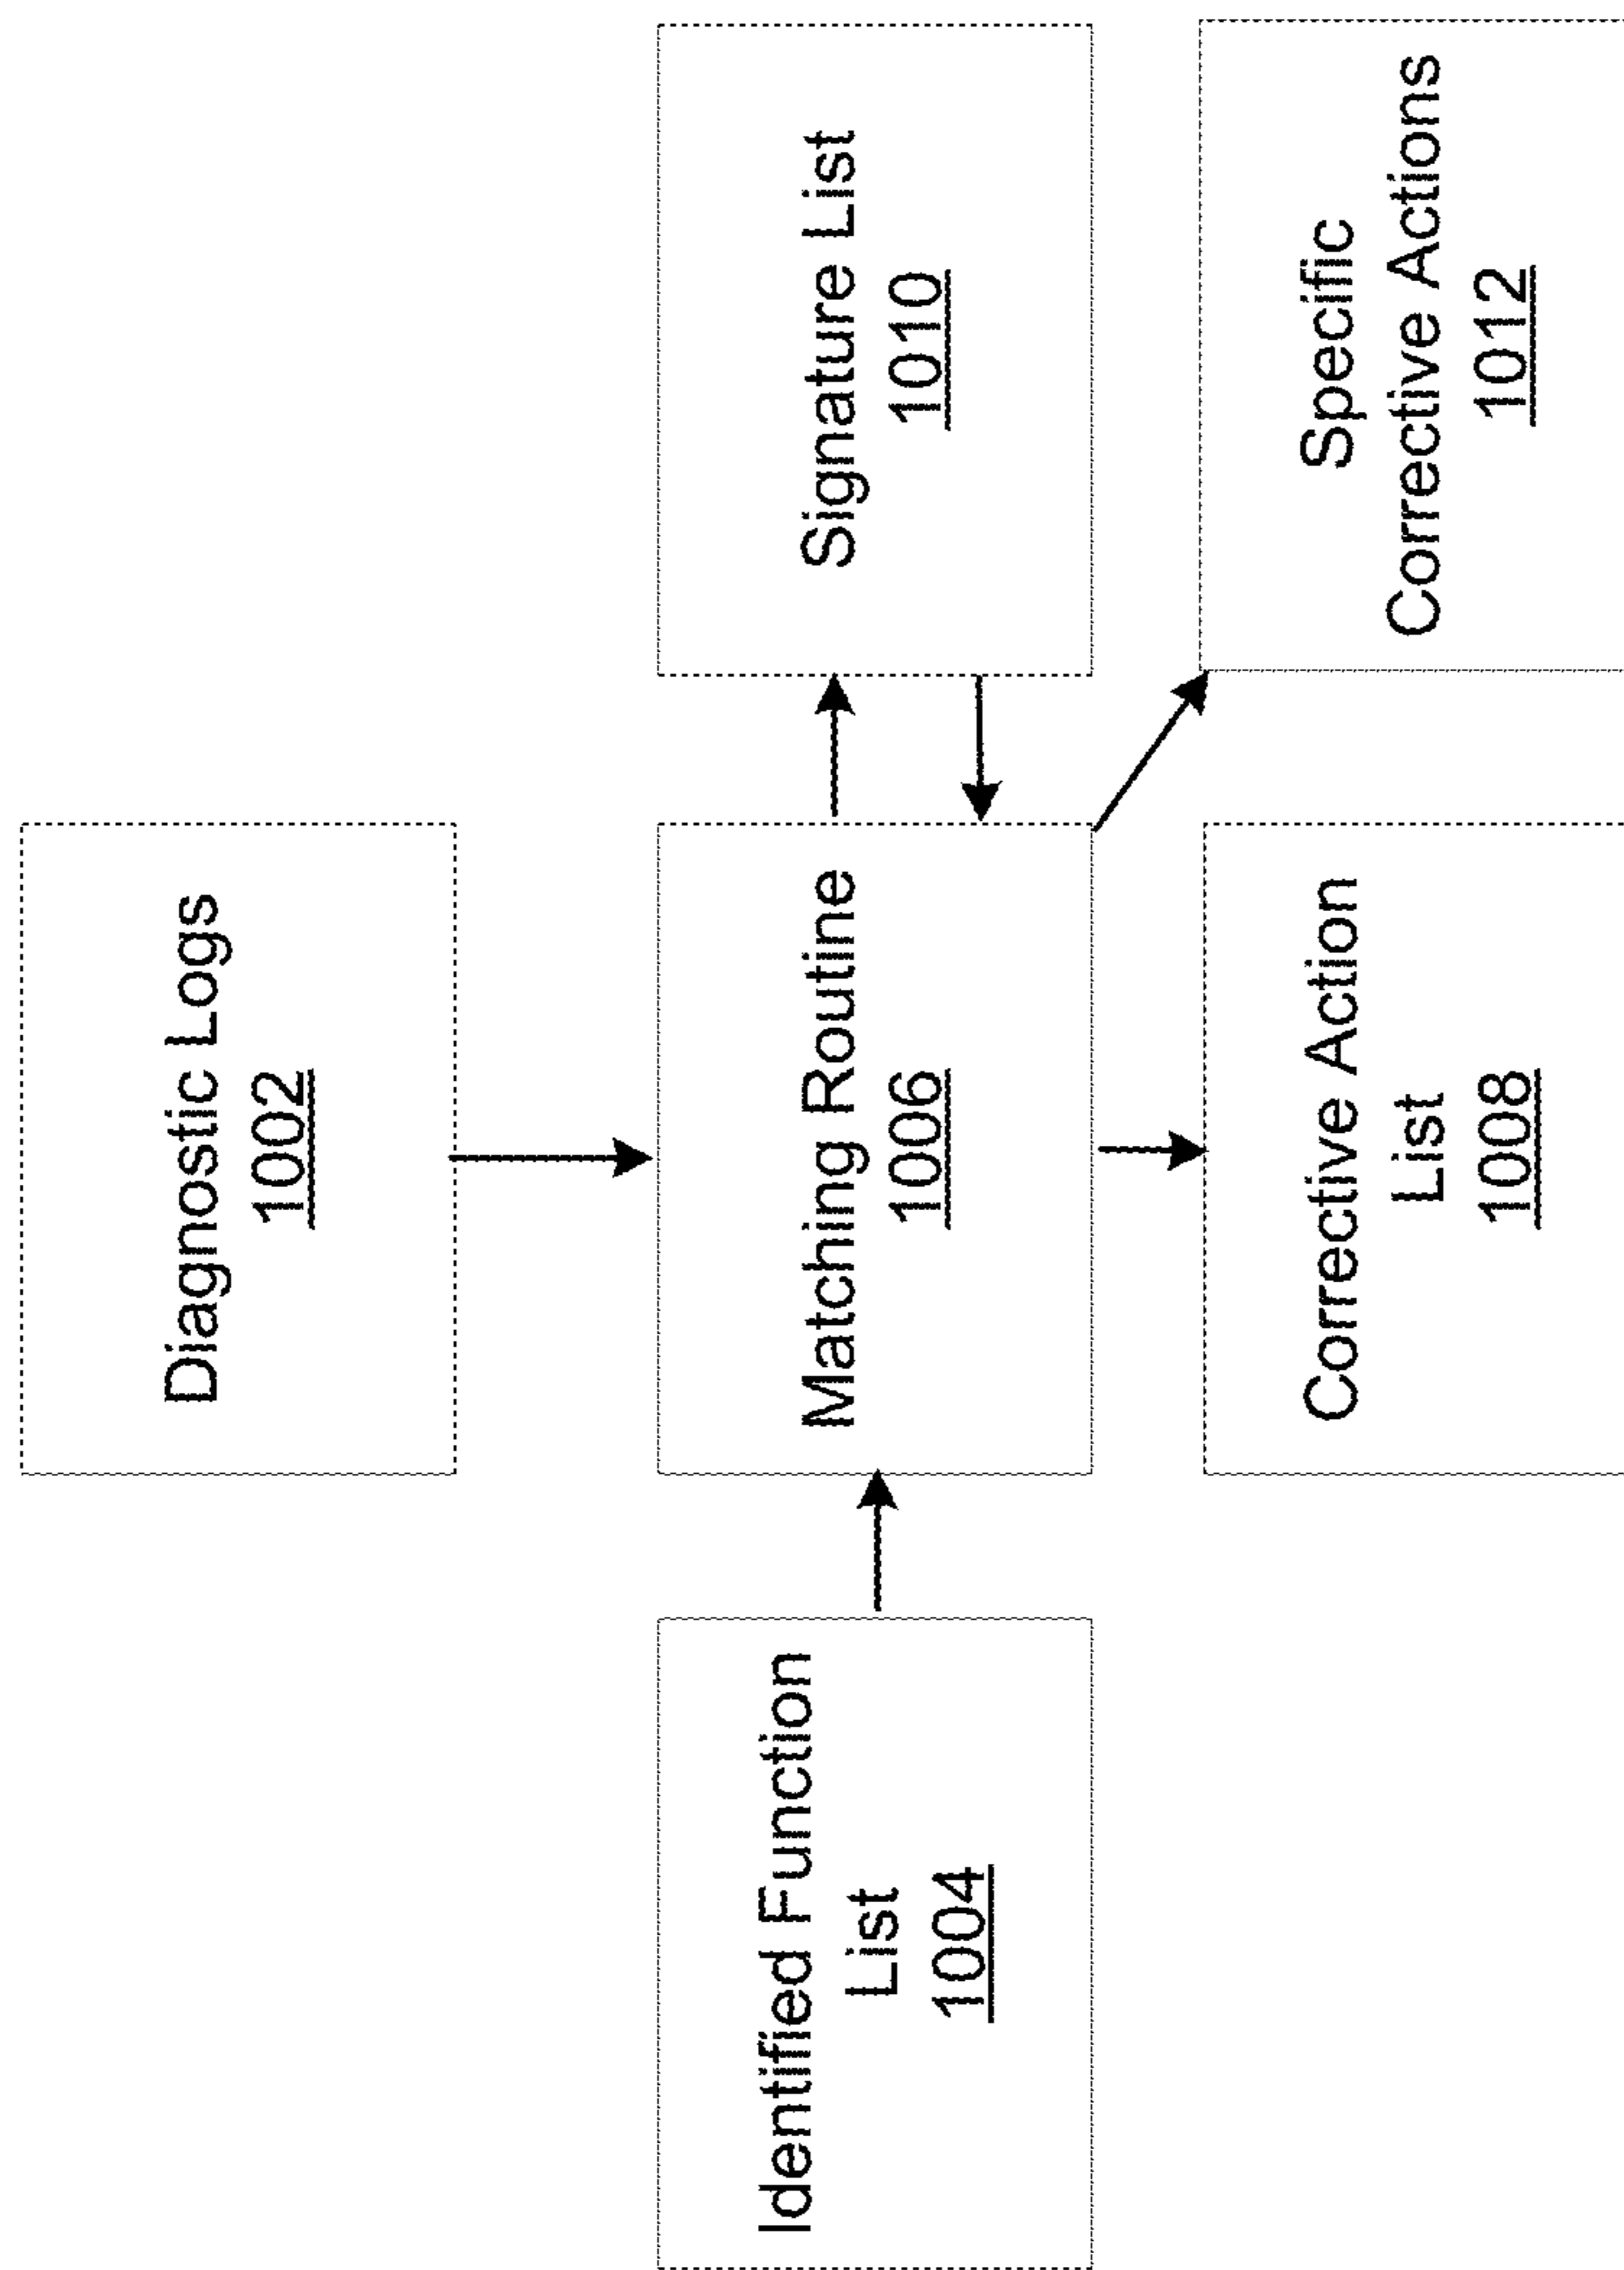 Diagnostic Logs
1002
Identified Function
List
1004
Matching Routine
1006
Signature List
1010
Corrective Action
List
1008
Specific
Corrective Actions
1012